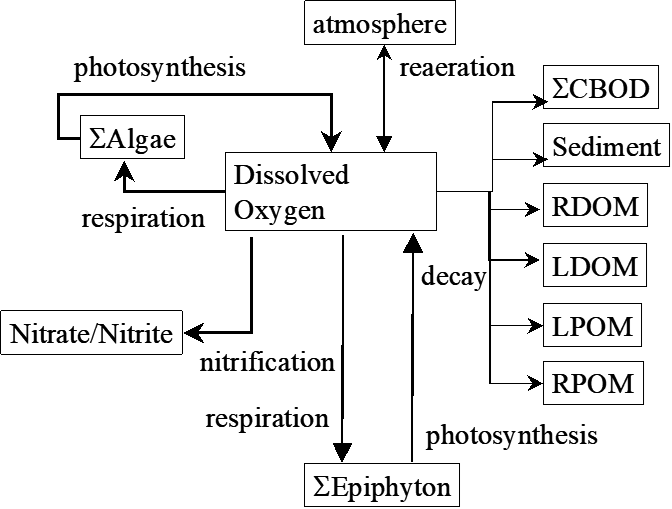 atmosphere
photosynthesis
reaeration
ΣCBOD
ΣAlgae
Sediment
Dissolved
Oxygen
respiration
RDOM
decay
LDOM
Nitrate/Nitrite
LPOM
nitrification
RPOM
respiration
photosynthesis
ΣEpiphyton